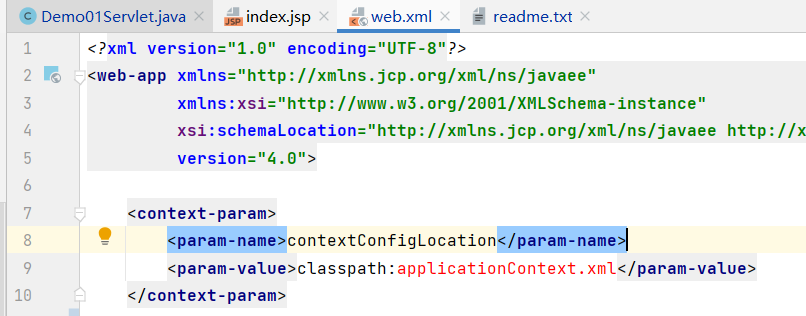 Demo01Servlet.java index.jsp web.xml readme.txt
1 <?xml version="1.0" encoding="UTF-8"?>
2 <web-app xmlns="http://xmlns.jcp.org/xml/ns/javaee"
3 xmlns:xsi="http://www.w3.org/2001/XMLSchema-instance"
4 xsi:schemaLocation="http://xmlns.jcp.org/xml/ns/javaee http://x
5 version="4.0">
6
7 <context-param>
8 <param-name>contextConfigLocation</param-name>
9 <param-value>classpath:applicationContext.xml</param-value>
10 </context-param>